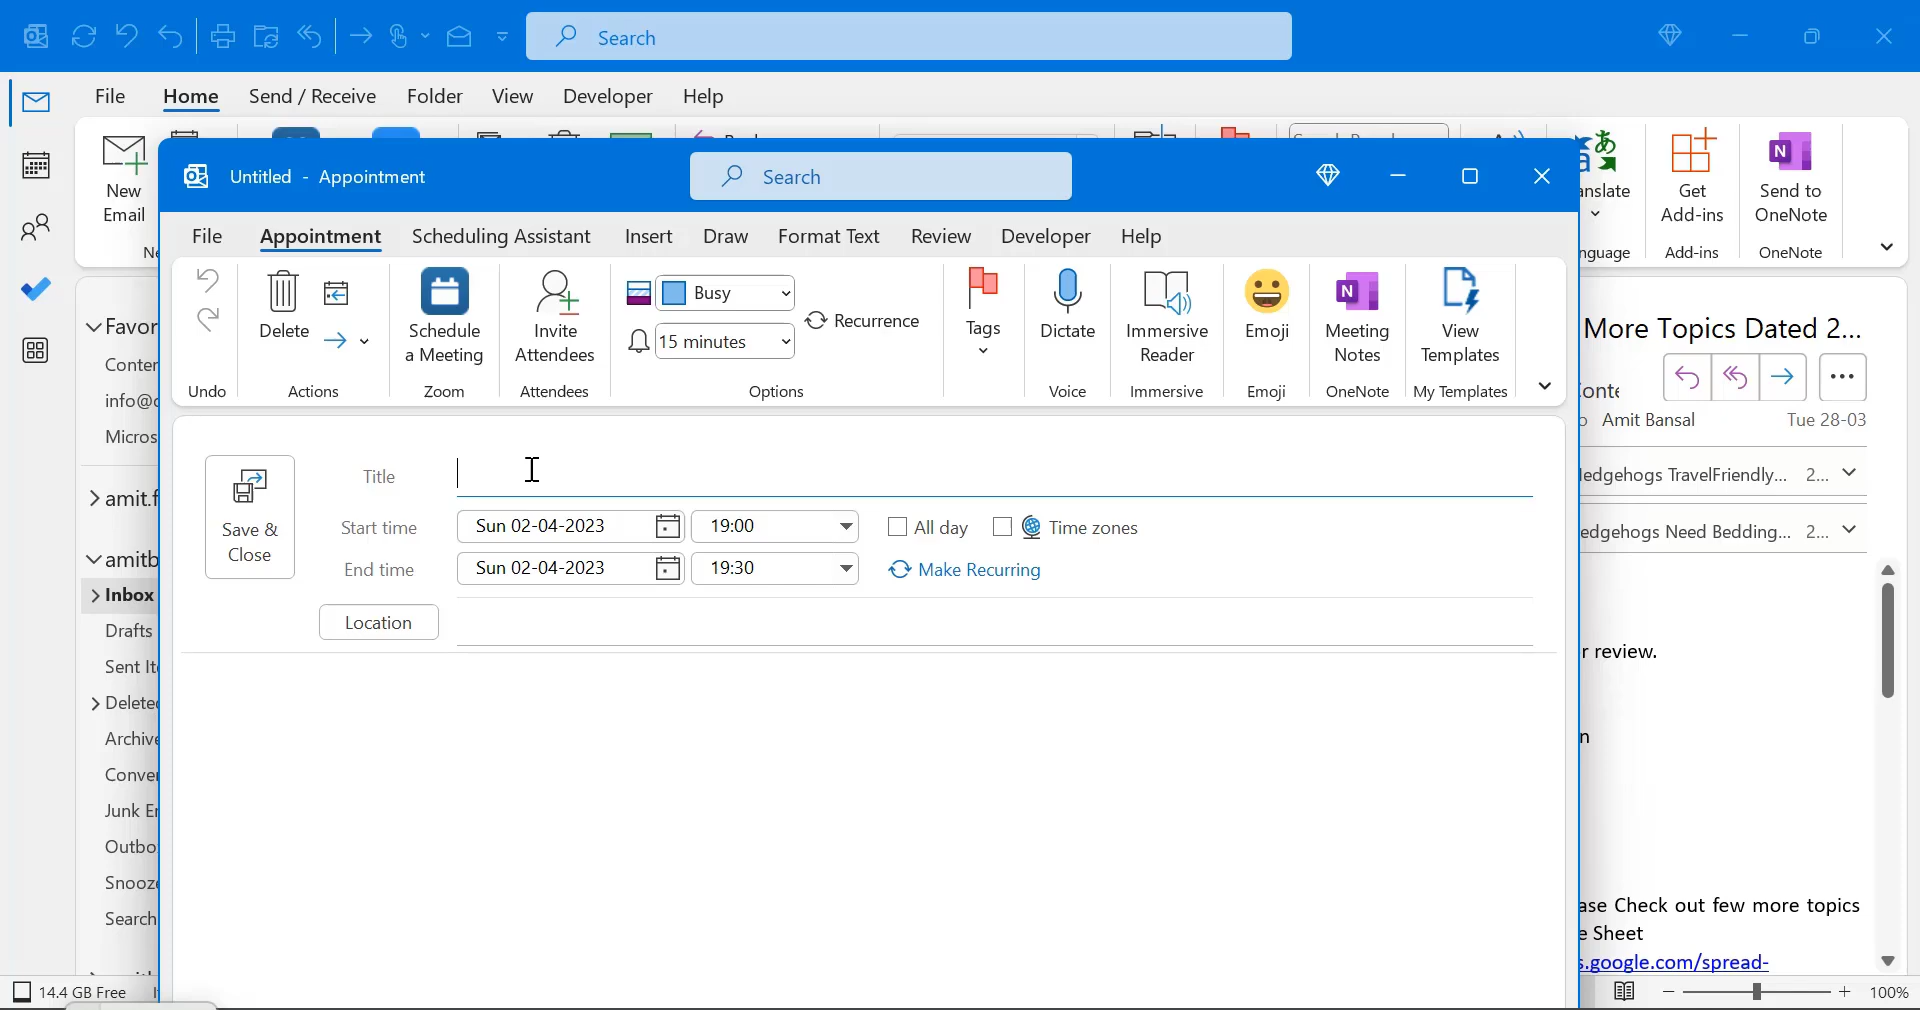 Search
File Home Send / Receive Folder View Developer Help
New
Email
Untitled - Appointment
Search
Get
Add-ins
Add-ins
Send to
OneNote
OneNote
File Appointment Scheduling Assistant Insert Draw Format Text Review Developer Help
Undo
Delete
Actions
Schedule
a Meeting
Zoom
Invite
Attendees
Attendees
Busy
15 minutes
Recurrence
Options
Tags
Dictate
Voice
Immersive
Reader
Immersive
Emoji
Emoji
Meeting
Notes
OneNote
View
Templates
My Templates
Save &
Close
Title
Start time Sun 02-04-2023 19:00 All day Time zones
End time Sun 02-04-2023 19:30 Make Recurring
Location
Favor
Conter
info@
Micros
amit.f
amitb
Inbox
Drafts
Sent It
Delete
Archive
Conver
Junk Er
Outbo
Snooze
Search
14.4 GB Free
More Topics Dated 2...
Amit Bansal Tue 28-03
edgehogs TravelFriendly... 2...
edgehogs Need Bedding... 2...
r review.
n
ase Check out few more topics
e Sheet
s.google.com/spread-
100%